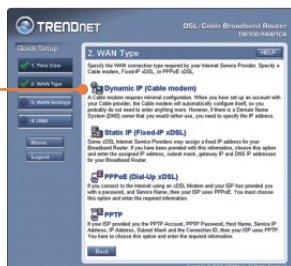 TRENDNET
DSL/Cable Broadband Router
TW100-S4W1CA
Quick Setup
1. Time Zone
2. WAN Type
3. WAN Settings
4. DNS
Home
Logout
2. WAN Type
HELP
Specify the WAN connection type required by your Internet Service Provider. Specify a
Cable modem, Fixed-IP xDSL, or PPPoE xDSL.
Dynamic IP (Cable modem)
A Cable modem requires minimal configuration. When you have set up an account with
your Cable provider, the Cable modem will automatically configure itself, so you
probably do not need to enter anything more. However, if there is a Domain Name
System (DNS) server that you would rather use, you need to specify the IP address.
Static IP (Fixed-IP xDSL)
Some xDSL Internet Service Providers may assign a fixed IP address for your
Broadband Router. If you have been provided with this information, choose this option
and enter the assigned IP address, subnet mask, gateway IP and DNS IP addresses
for your Broadband Router.
PPPoE (Dial-Up xDSL)
If you connect to the Internet using an xDSL Modem and your ISP has provided you
with a password, and Service Name, then your ISP uses PPPoE. You must choose
this option and enter the required information.
PPTP
If your ISP provided you the PPTP Account, PPTP Password, Host Name, Service IP
Address, IP Address, Subnet Mask and the Connection ID, then your ISP uses PPTP.
You have to choose this option and enter the required information.
Back